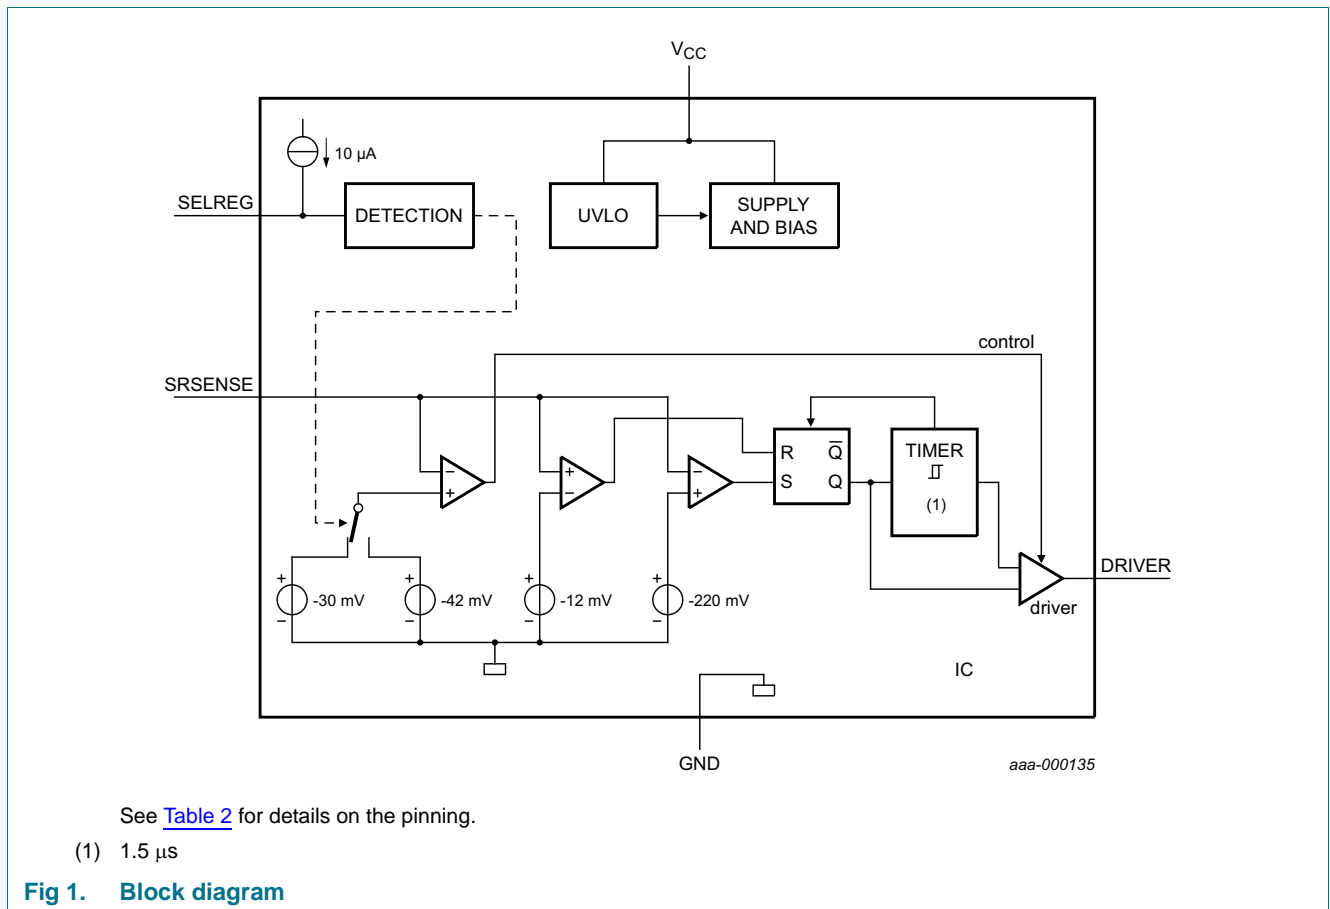 VCC
10 µA
SELREG
DETECTION
UVLO
SUPPLY
AND BIAS
control
SRSENSE
R Q̅
S Q
TIMER
(1)
- + + - - +
DRIVER
driver
+ -30 mV -
+ -42 mV -
+ -12 mV -
+ -220 mV -
IC
GND
aaa-000135
See Table 2 for details on the pinning.
(1) 1.5 μs
Fig 1. Block diagram